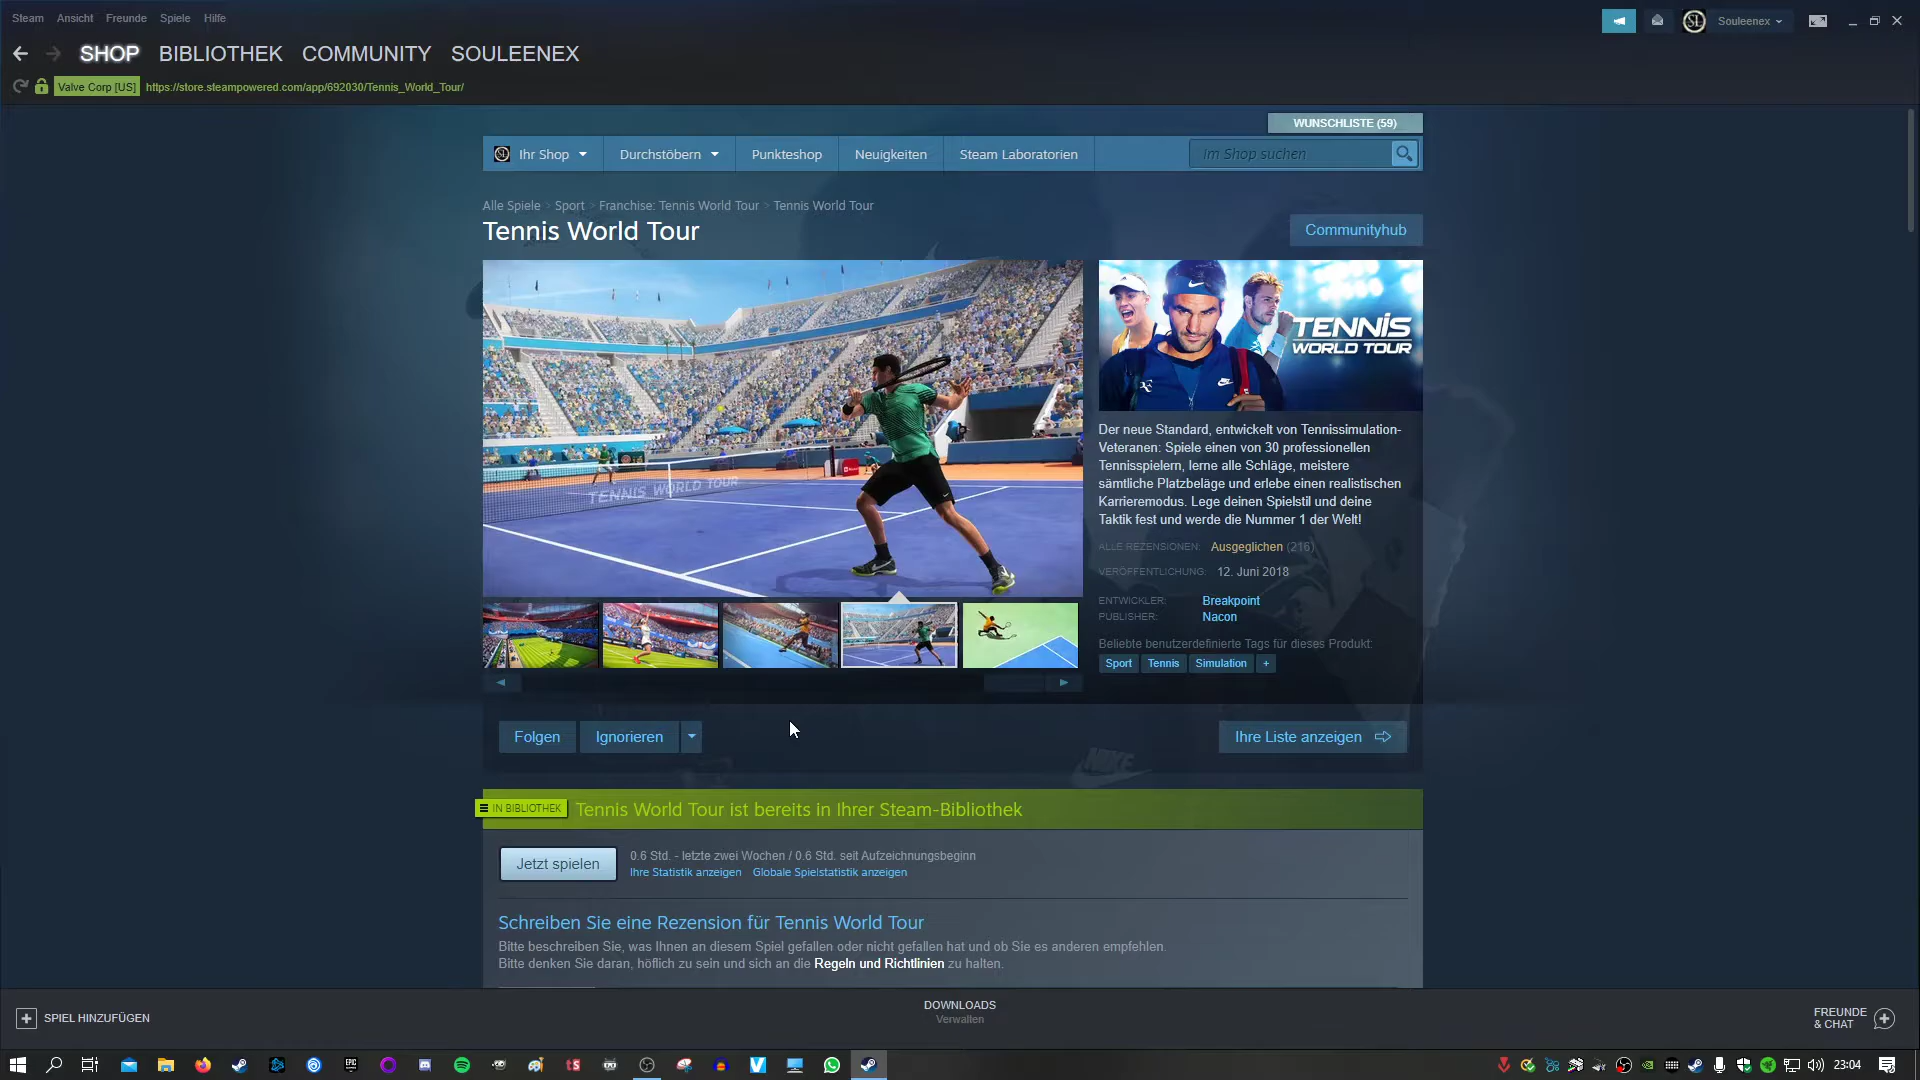 Steam Ansicht Freunde Spiele Hilfe
Souleenex
SHOP BIBLIOTHEK COMMUNITY SOULEENEX
Valve Corp [US] https://store.steampowered.com/app/692030/Tennis_World_Tour/
WUNSCHLISTE (59)
Ihr Shop Durchstöbern Punkteshop Neuigkeiten Steam Laboratorien Im Shop suchen
Alle Spiele > Sport > Franchise: Tennis World Tour > Tennis World Tour
Tennis World Tour
Communityhub
TENNIS WORLD TOUR
TENNIS
WORLD TOUR
Der neue Standard, entwickelt von Tennissimulation-
Veteranen: Spiele einen von 30 professionellen
Tennisspielern, lerne alle Schläge, meistere
sämtliche Platzbeläge und erlebe einen realistischen
Karrieremodus. Lege deinen Spielstil und deine
Taktik fest und werde die Nummer 1 der Welt!
ALLE REZENSIONEN: Ausgeglichen (216)
VERÖFFENTLICHUNG: 12. Juni 2018
ENTWICKLER: Breakpoint
PUBLISHER: Nacon
Beliebte benutzerdefinierte Tags für dieses Produkt:
Sport Tennis Simulation +
Folgen Ignorieren Ihre Liste anzeigen
NIKE
IN BIBLIOTHEK Tennis World Tour ist bereits in Ihrer Steam-Bibliothek
Jetzt spielen
0.6 Std. - letzte zwei Wochen / 0.6 Std. seit Aufzeichnungsbeginn
Ihre Statistik anzeigen Globale Spielstatistik anzeigen
Schreiben Sie eine Rezension für Tennis World Tour
Bitte beschreiben Sie, was Ihnen an diesem Spiel gefallen oder nicht gefallen hat und ob Sie es anderen empfehlen.
Bitte denken Sie daran, höflich zu sein und sich an die Regeln und Richtlinien zu halten.
SPIEL HINZUFÜGEN
DOWNLOADS
Verwalten
FREUNDE
& CHAT
EPIC
23:04